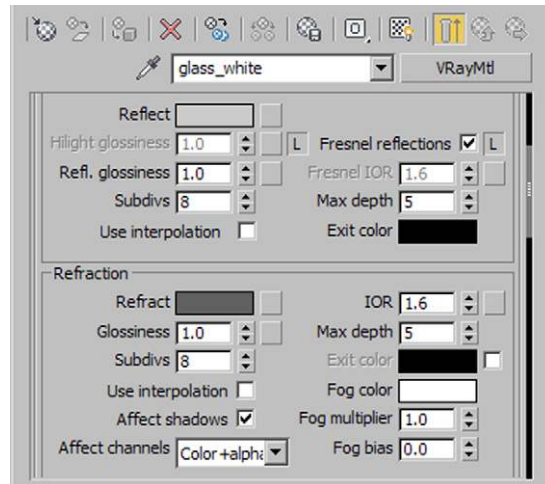 glass_white VRayMtl
Reflect
Hilight glossiness 1.0 L Fresnel reflections L
Refl. glossiness 1.0 Fresnel IOR 1.6
Subdivs 8 Max depth 5
Use interpolation Exit color
Refraction
Refract IOR 1.6
Glossiness 1.0 Max depth 5
Subdivs 8 Exit color
Use interpolation Fog color
Affect shadows Fog multiplier 1.0
Affect channels Color+alpha Fog bias 0.0